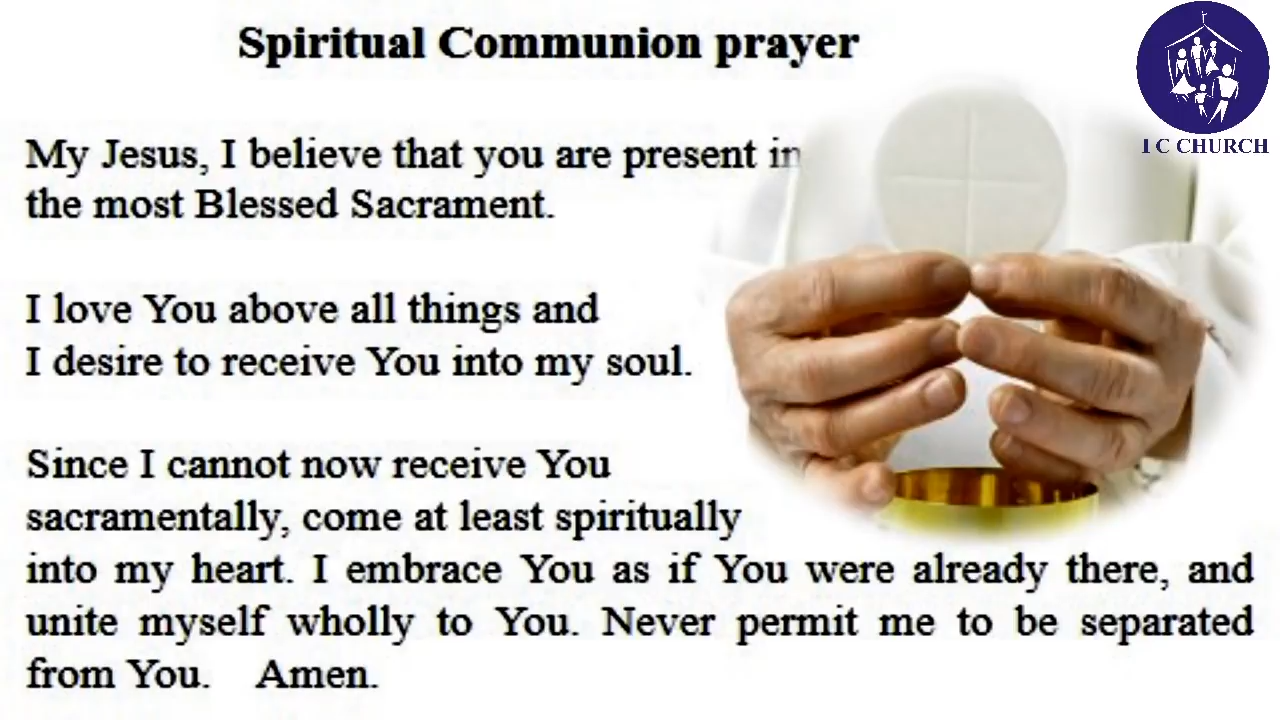 Spiritual Communion prayer
I C CHURCH
My Jesus, I believe that you are present in
the most Blessed Sacrament.
I love You above all things and
I desire to receive You into my soul.
Since I cannot now receive You
sacramentally, come at least spiritually
into my heart. I embrace You as if You were already there, and
unite myself wholly to You. Never permit me to be separated
from You. Amen.